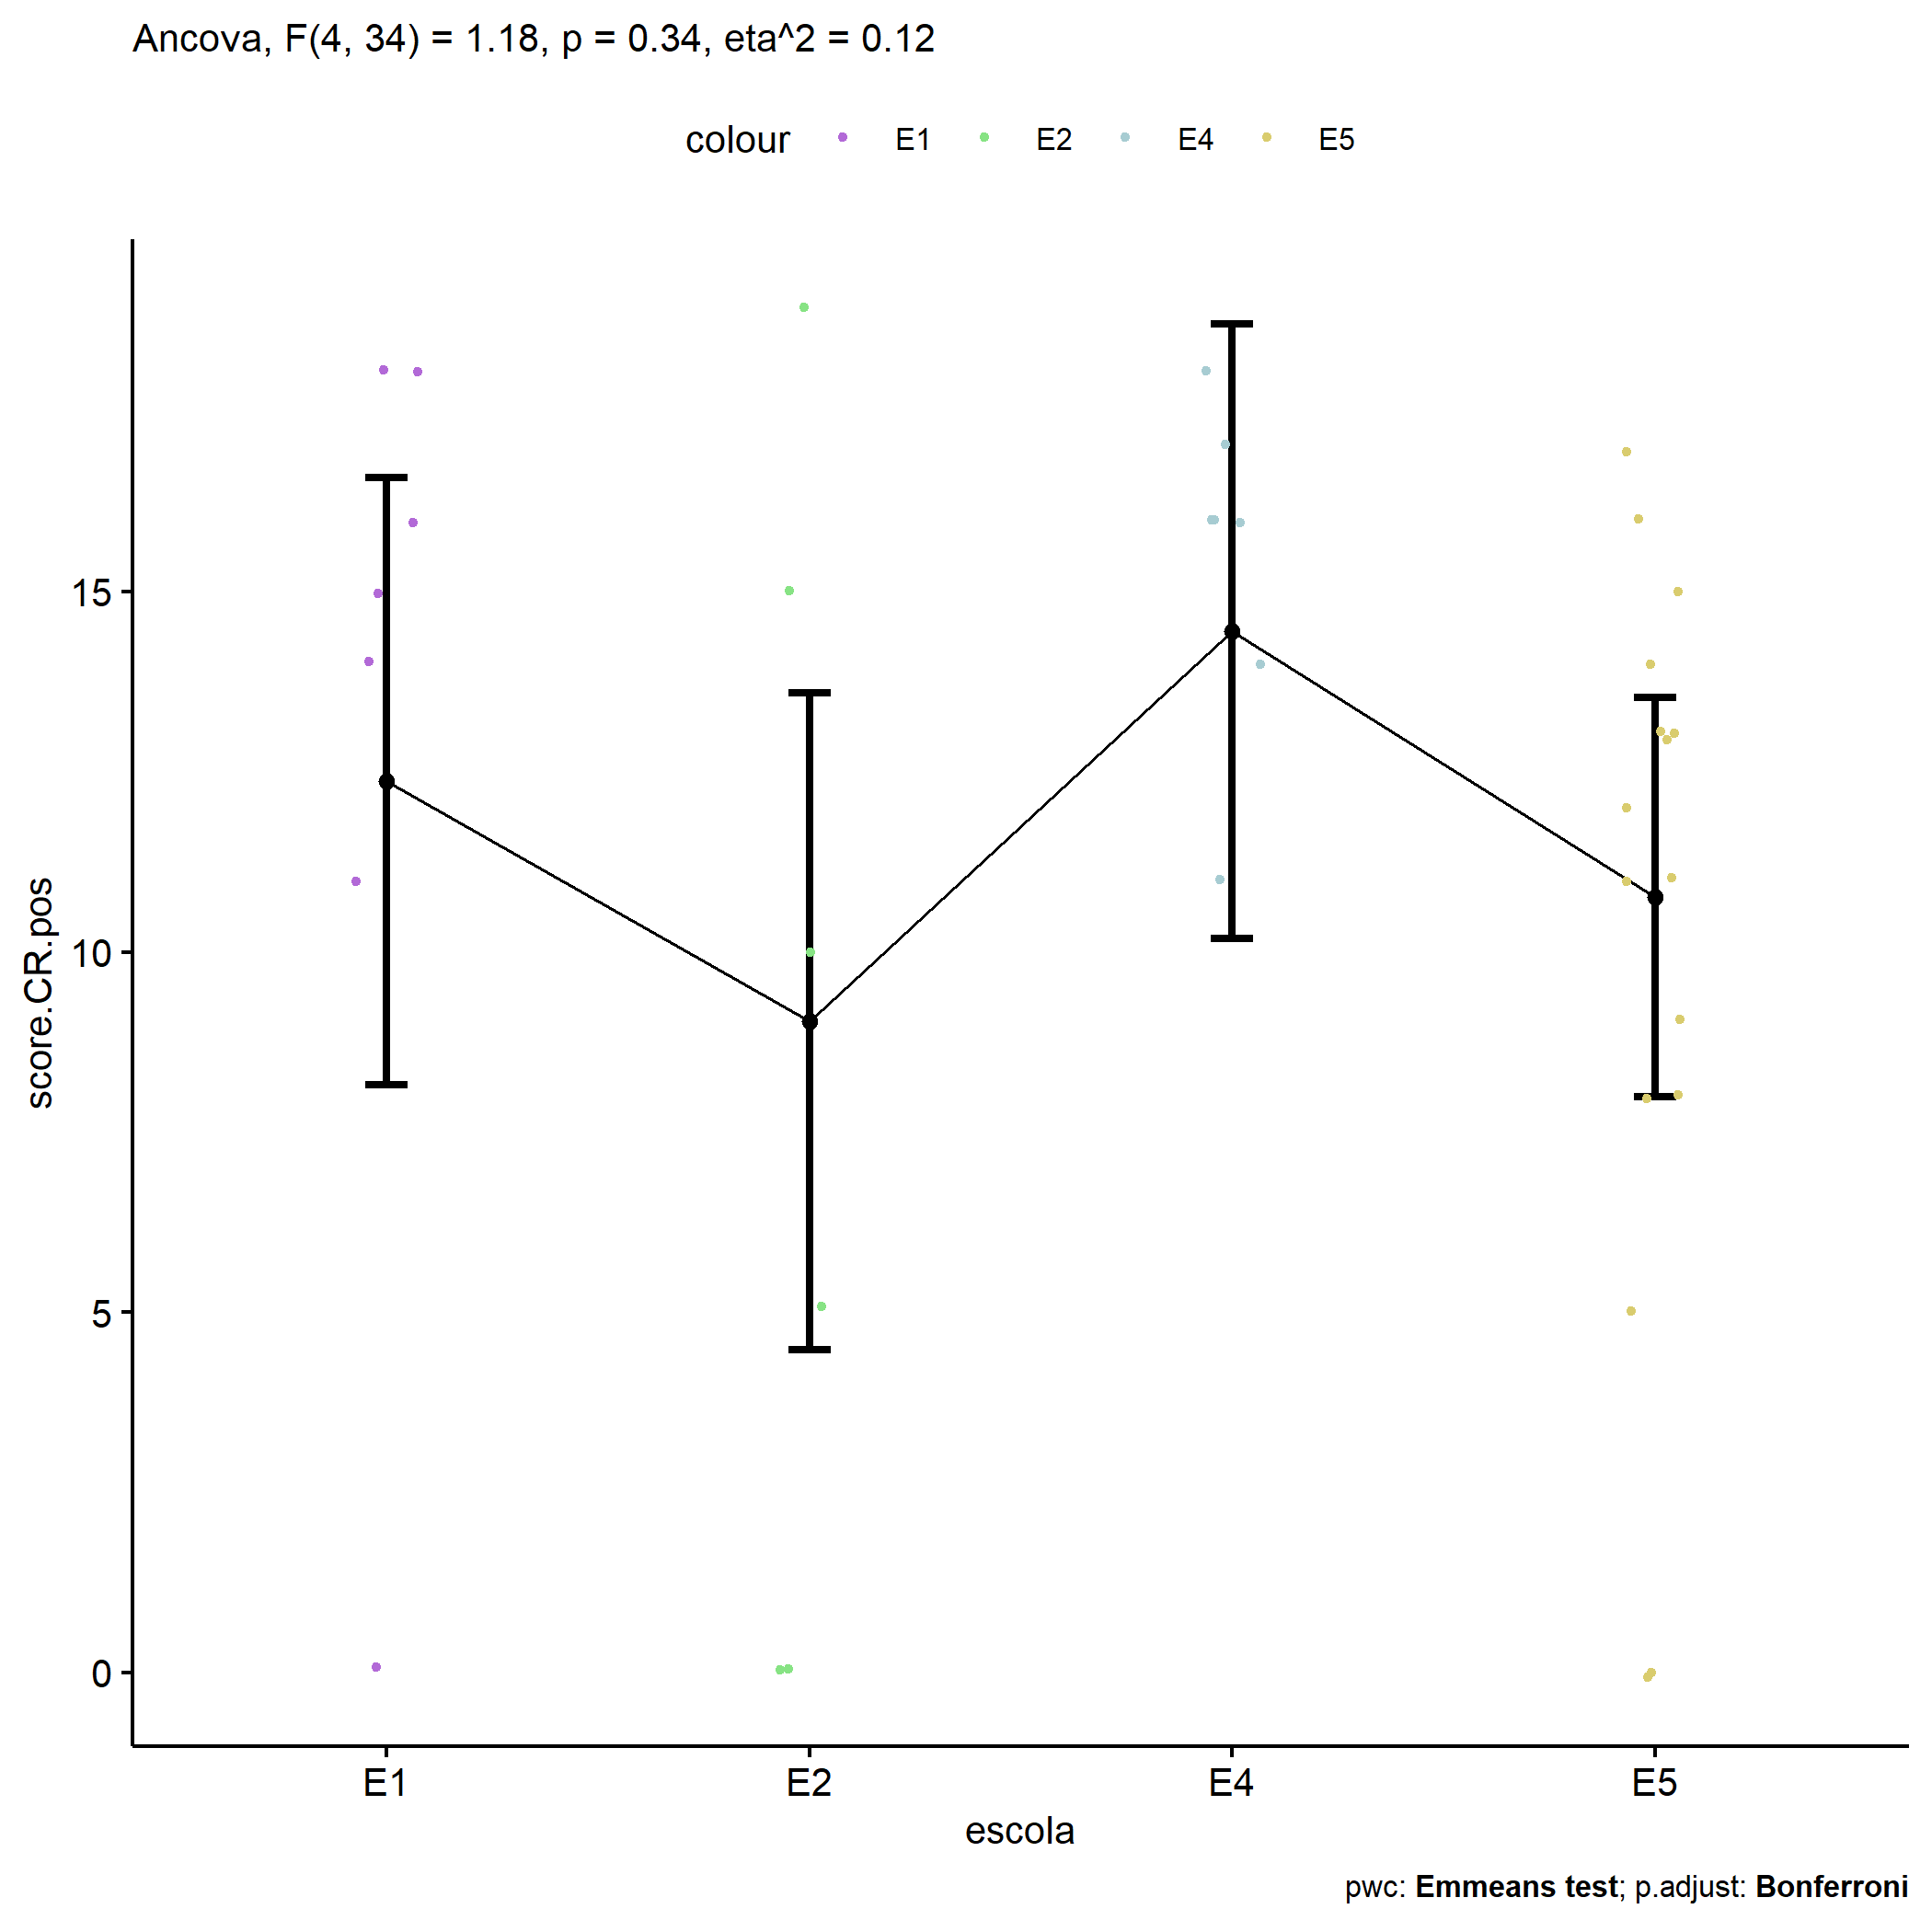 Ancova, F(4, 34) = 1.18, p = 0.34, eta^2 = 0.12
colour E1 E2 E4 E5
score.CR.pos
15
10
5
0
E1 E2 E4 E5
escola
pwc: Emmeans test; p.adjust: Bonferroni